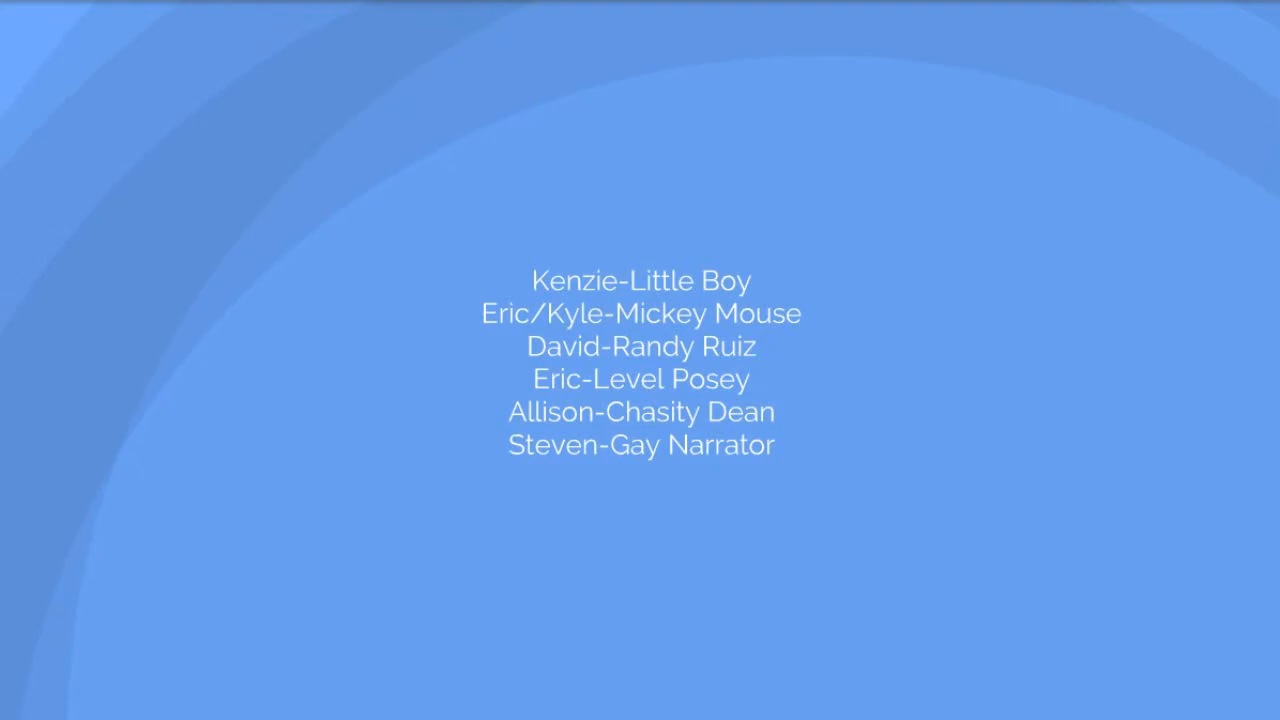 Kenzie-Little Boy
Eric/Kyle-Mickey Mouse
David-Randy Ruiz
Eric-Level Posey
Allison-Chasity Dean
Steven-Gay Narrator